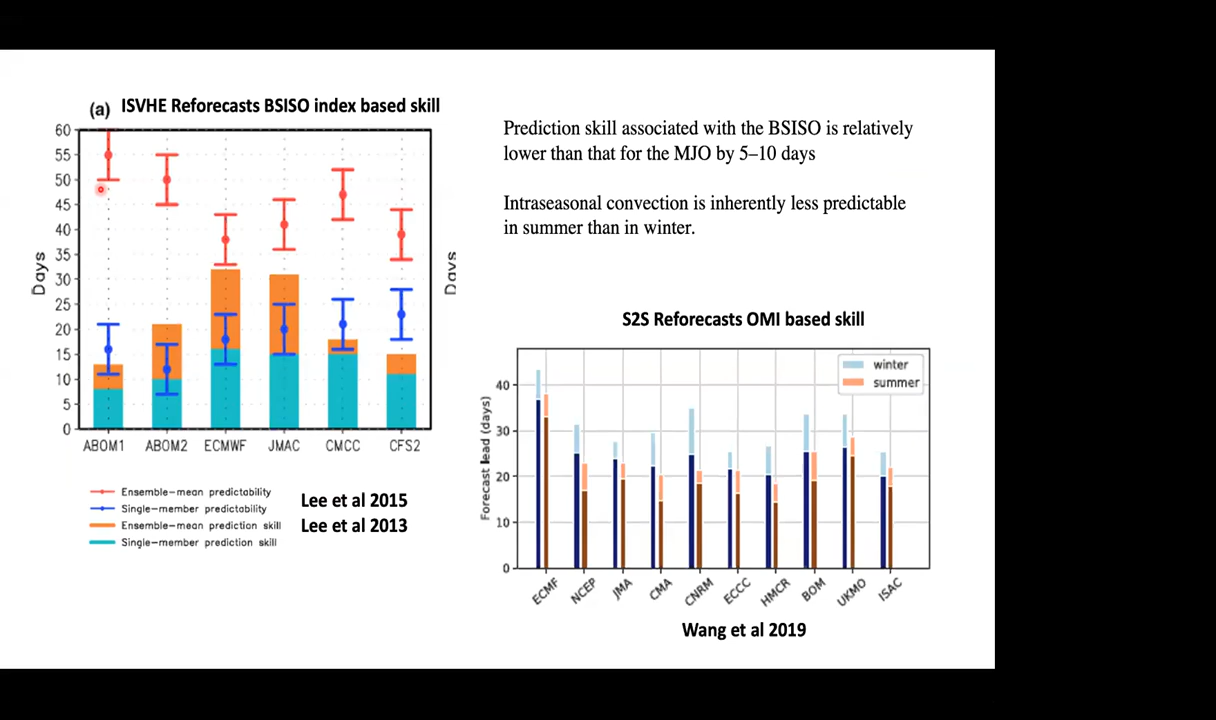 (a) ISVHE Reforecasts BSISO index based skill
60
55
50
45
40
35
30
25
20
15
10
5
0
Days
Days
ABOM1 ABOM2 ECMWF JMAC CMCC CFS2
Ensemble-mean predictability
Single-member predictability
Ensemble-mean prediction skill
Single-member prediction skill
Lee et al 2015
Lee et al 2013
Prediction skill associated with the BSISO is relatively
lower than that for the MJO by 5–10 days
Intraseasonal convection is inherently less predictable
in summer than in winter.
S2S Reforecasts OMI based skill
winter
summer
40
30
20
10
0
Forecast lead (days)
ECMF NCEP JMA CMA CNRM ECCC HMCR BOM UKMO ISAC
Wang et al 2019